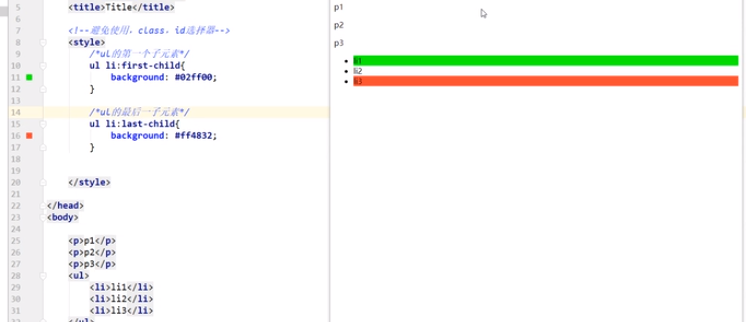 5 <title>Title</title>
6
7 <!--避免使用，class，id选择器-->
8 <style>
9 /*ul的第一个子元素*/
10 ul li:first-child{
11 background: #02ff00;
12 }
13
14 /*ul的最后一子元素*/
15 ul li:last-child{
16 background: #ff4832;
17 }
18
19
20 </style>
21
22 </head>
23 <body>
24
25 <p>p1</p>
26 <p>p2</p>
27 <p>p3</p>
28 <ul>
29 <li>li1</li>
30 <li>li2</li>
31 <li>li3</li>
32 </ul>
p1
p2
p3
li1
li2
li3